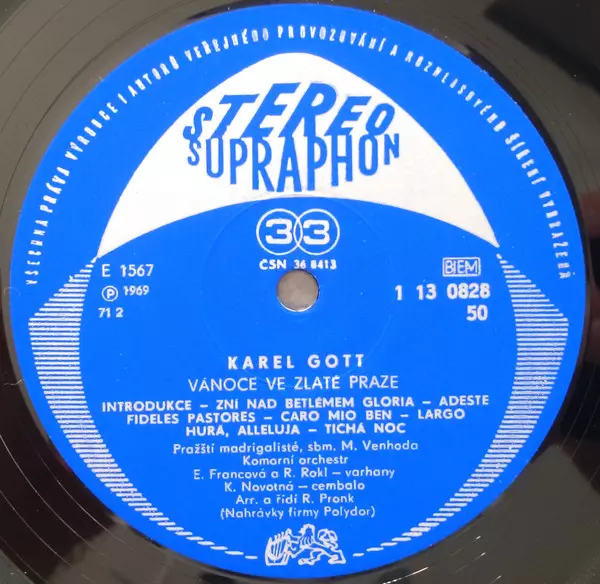 VŠECHNA PRÁVA VÝROBCE I AUTORŮ VEŘEJNÉHO PROVOZOVÁNÍ A ROZHLASOVÉHO ŠÍŘENÍ VYHRAZENA
STEREO
SUPRAPHON
33
ČSN 36 8413
E 1567
Ⓟ 1969
71 2
BIEM
1 13 0828
50
KAREL GOTT
VÁNOCE VE ZLATÉ PRAZE
INTRODUKCE – ZNÍ NAD BETLÉMEM GLORIA – ADESTE
FIDELES PASTORES – CARO MIO BEN – LARGO
HURÁ, ALLELUJA – TICHÁ NOC
Pražští madrigalisté, sbm. M. Venhoda
Komorní orchestr
E. Francová a R. Rokl – varhany
K. Novotná – cembalo
Arr. a řídí R. Pronk
(Nahrávky firmy Polydor)